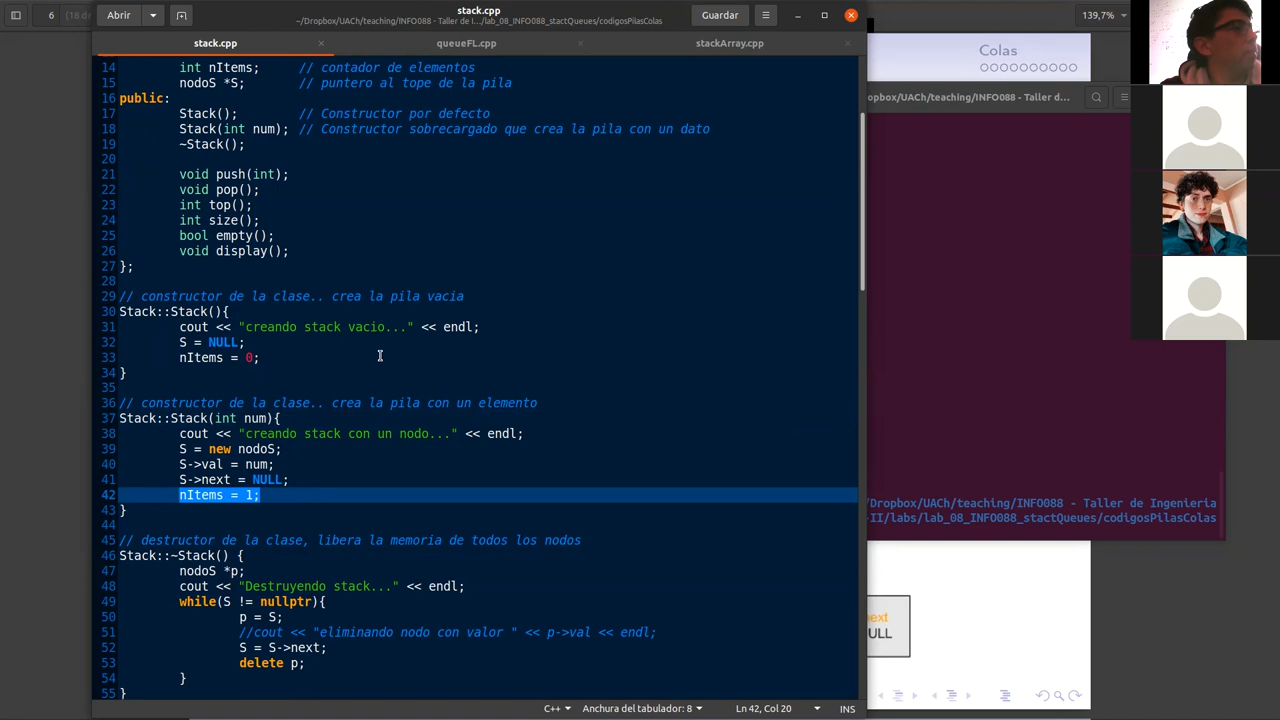 6
(18 d
Abrir
stack.cpp
~/Dropbox/UACh/teaching/INFO088 - Taller de I.../lab_08_INFO088_stactQueues/codigosPilasColas
Guardar
139,7%
stack.cpp
queueFL.cpp
stackArray.cpp
Colas
opbox/UACh/teaching/INFO088 - Taller d...
14 int nItems; // contador de elementos
15 nodoS *S; // puntero al tope de la pila
16 public:
17 Stack(); // Constructor por defecto
18 Stack(int num); // Constructor sobrecargado que crea la pila con un dato
19 ~Stack();
20
21 void push(int);
22 void pop();
23 int top();
24 int size();
25 bool empty();
26 void display();
27 };
28
29 // constructor de la clase.. crea la pila vacia
30 Stack::Stack(){
31 cout << "creando stack vacio..." << endl;
32 S = NULL;
33 nItems = 0;
34 }
35
36 // constructor de la clase.. crea la pila con un elemento
37 Stack::Stack(int num){
38 cout << "creando stack con un nodo..." << endl;
39 S = new nodoS;
40 S->val = num;
41 S->next = NULL;
42 nItems = 1;
43 }
44
45 // destructor de la clase, libera la memoria de todos los nodos
46 Stack::~Stack() {
47 nodoS *p;
48 cout << "Destruyendo stack..." << endl;
49 while(S != nullptr){
50 p = S;
51 //cout << "eliminando nodo con valor " << p->val << endl;
52 S = S->next;
53 delete p;
54 }
55 }
/Dropbox/UACh/teaching/INFO088 - Taller de Ingenieria
-II/labs/lab_08_INFO088_stactQueues/codigosPilasColas
ext
ULL
C++
Anchura del tabulador: 8
Ln 42, Col 20
INS